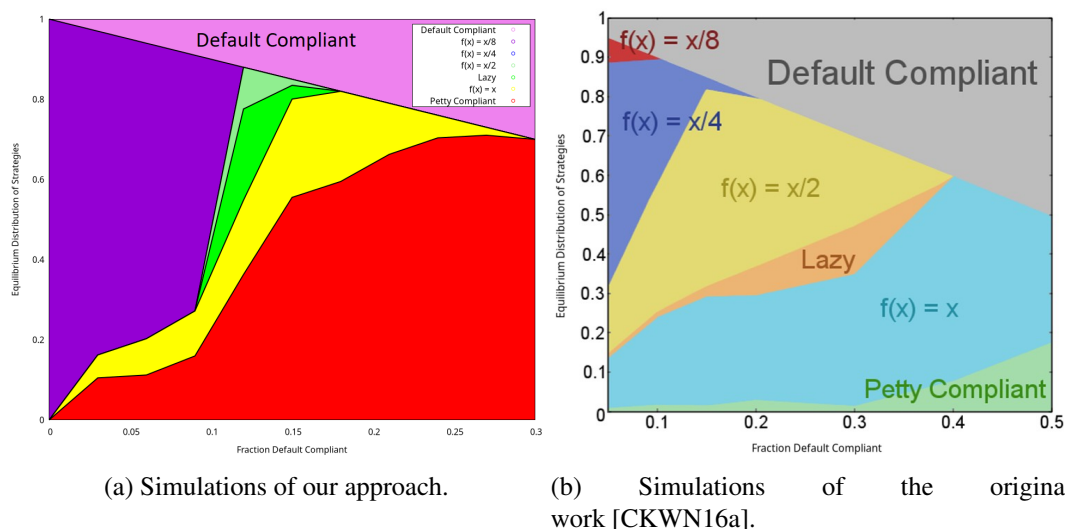 Default Compliant
Default Compliant
f(x) = x/8
f(x) = x/4
f(x) = x/2
Lazy
f(x) = x
Petty Compliant
1
0.8
0.6
0.4
0.2
0
0
0.05
0.1
0.15
0.2
0.25
0.3
Equilibrium Distribution of Strategies
Fraction Default Compliant
(a) Simulations of our approach.
1
0.9
0.8
0.7
0.6
0.5
0.4
0.3
0.2
0.1
0
0.1
0.2
0.3
0.4
0.5
Equilibrium Distribution of Strategies
Fraction Default Compliant
f(x) = x/8
Default Compliant
f(x) = x/4
f(x) = x/2
Lazy
f(x) = x
Petty Compliant
(b) Simulations of the origina
work [CKWN16a].